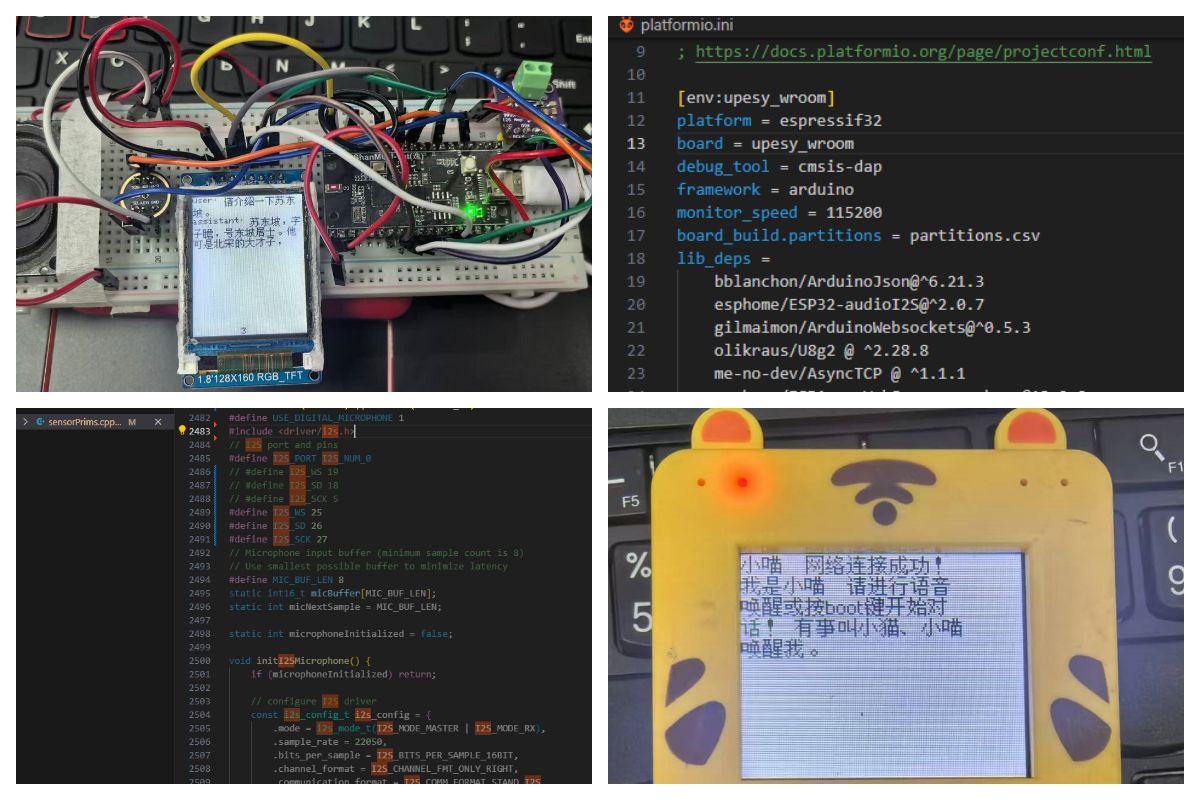 X
C
B
N
M
K
L
Enter
Shift
user: 请介绍一下苏东
坡。
assistant: 苏东坡，字
子瞻，号东坡居士。他
可是北宋的大才子，
3
1.8'128X160 RGB_TFT
platformio.ini
9 ; https://docs.platformio.org/page/projectconf.html
10
11 [env:upesy_wroom]
12 platform = espressif32
13 board = upesy_wroom
14 debug_tool = cmsis-dap
15 framework = arduino
16 monitor_speed = 115200
17 board_build.partitions = partitions.csv
18 lib_deps =
19 bblanchon/ArduinoJson@^6.21.3
20 esphome/ESP32-audioI2S@^2.0.7
21 gilmaimon/ArduinoWebsockets@^0.5.3
22 olikraus/U8g2 @ ^2.28.8
23 me-no-dev/AsyncTCP @ ^1.1.1
sensorPrims.cpp... M
2482 #define USE_DIGITAL_MICROPHONE 1
2483 #include <driver/i2s.h>
2484 // I2S port and pins
2485 #define I2S_PORT I2S_NUM_0
2486 // #define I2S_WS 19
2487 // #define I2S_SD 18
2488 // #define I2S_SCK 5
2489 #define I2S_WS 25
2490 #define I2S_SD 26
2491 #define I2S_SCK 27
2492 // Microphone input buffer (minimum sample count is 8)
2493 // Use smallest possible buffer to minimize latency
2494 #define MIC_BUF_LEN 8
2495 static int16_t micBuffer[MIC_BUF_LEN];
2496 static int micNextSample = MIC_BUF_LEN;
2497
2498 static int microphoneInitialized = false;
2499
2500 void initI2SMicrophone() {
2501 if (microphoneInitialized) return;
2502
2503 // configure I2S driver
2504 const i2s_config_t i2s_config = {
2505 .mode = i2s_mode_t(I2S_MODE_MASTER | I2S_MODE_RX),
2506 .sample_rate = 22050,
2507 .bits_per_sample = I2S_BITS_PER_SAMPLE_16BIT,
2508 .channel_format = I2S_CHANNEL_FMT_ONLY_RIGHT,
2509 .communication_format = I2S_COMM_FORMAT_STAND_I2S
F5
%
5
F1
(
9
小喵 网络连接成功！
我是小喵 请进行语音
唤醒或按boot键开始对
话！ 有事叫小猫、小喵
唤醒我。